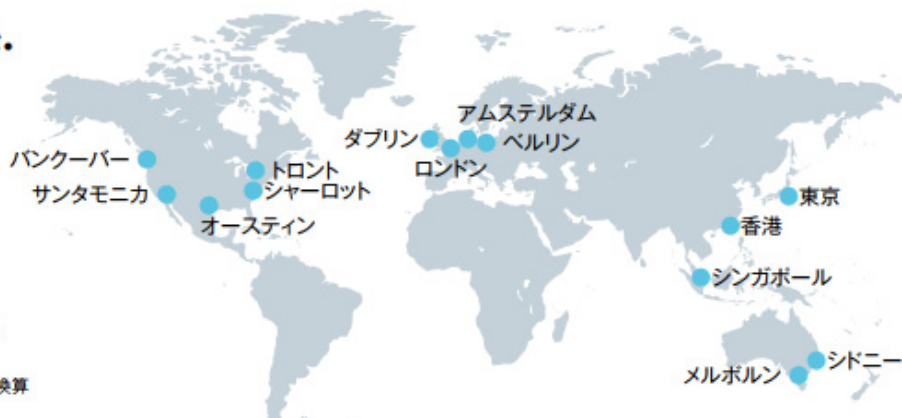 アムステルダム
ダブリン
ベルリン
ロンドン
バンクーバー
トロント
サンタモニカ
シャーロット
オースティン
東京
香港
シンガポール
シドニー
メルボルン
換算